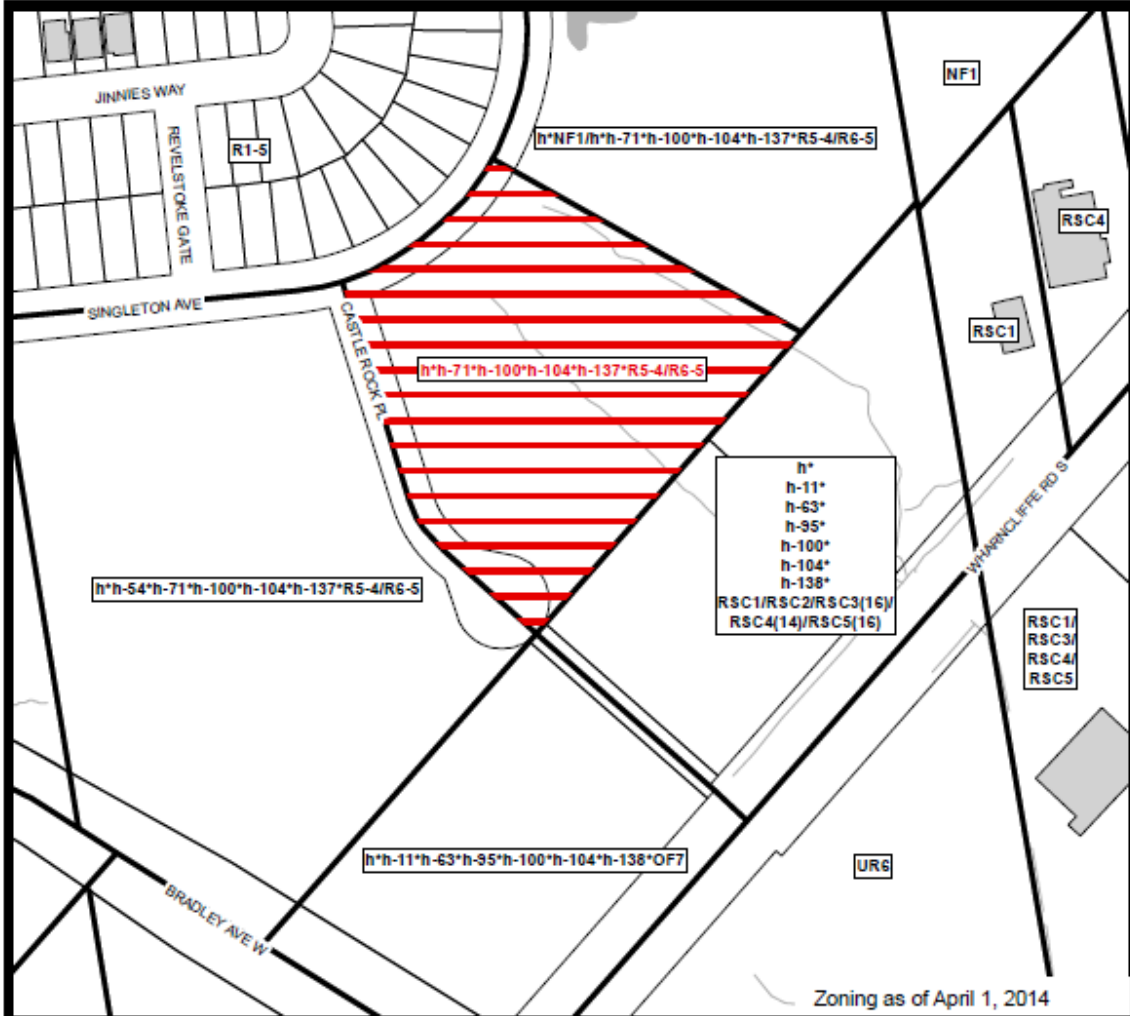 NF1
JINNIES WAY
h*NF1/h*h-71*h-100*h-104*h-137*R5-4/R6-5
R1-5
REVELSTOKE GATE
RSC4
SINGLETON AVE
RSC1
CASTLE ROCK PL
h*h-71*h-100*h-104*h-137*R5-4/R6-5
h*
h-11*
h-63*
h-95*
h-100*
h-104*
h-138*
RSC1/RSC2/RSC3(16)/
RSC4(14)/RSC5(16)
WHARNCLIFFE RD S
h*h-54*h-71*h-100*h-104*h-137*R5-4/R6-5
RSC1/
RSC3/
RSC4/
RSC5
h*h-11*h-63*h-95*h-100*h-104*h-138*OF7
UR6
BRADLEY AVE W
Zoning as of April 1, 2014